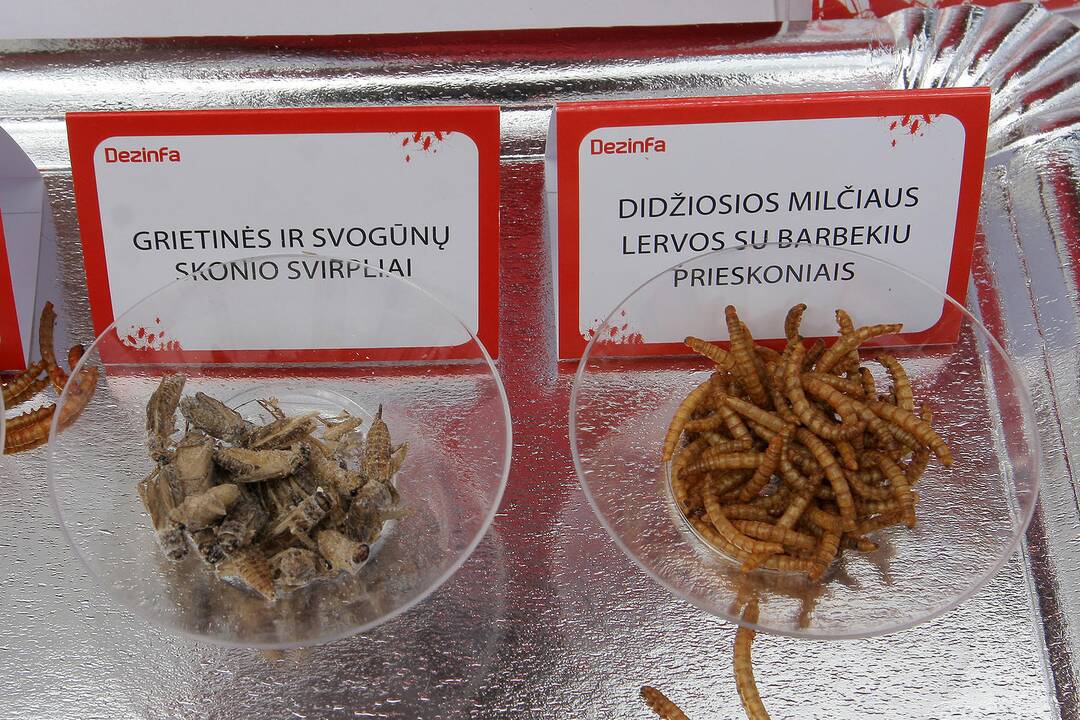 Dezinfa
GRIETINĖS IR SVOGŪNŲ
SKONIO SVIRPLIAI
Dezinfa
DIDŽIOSIOS MILČIAUS
LERVOS SU BARBEKIU
PRIESKONIAIS